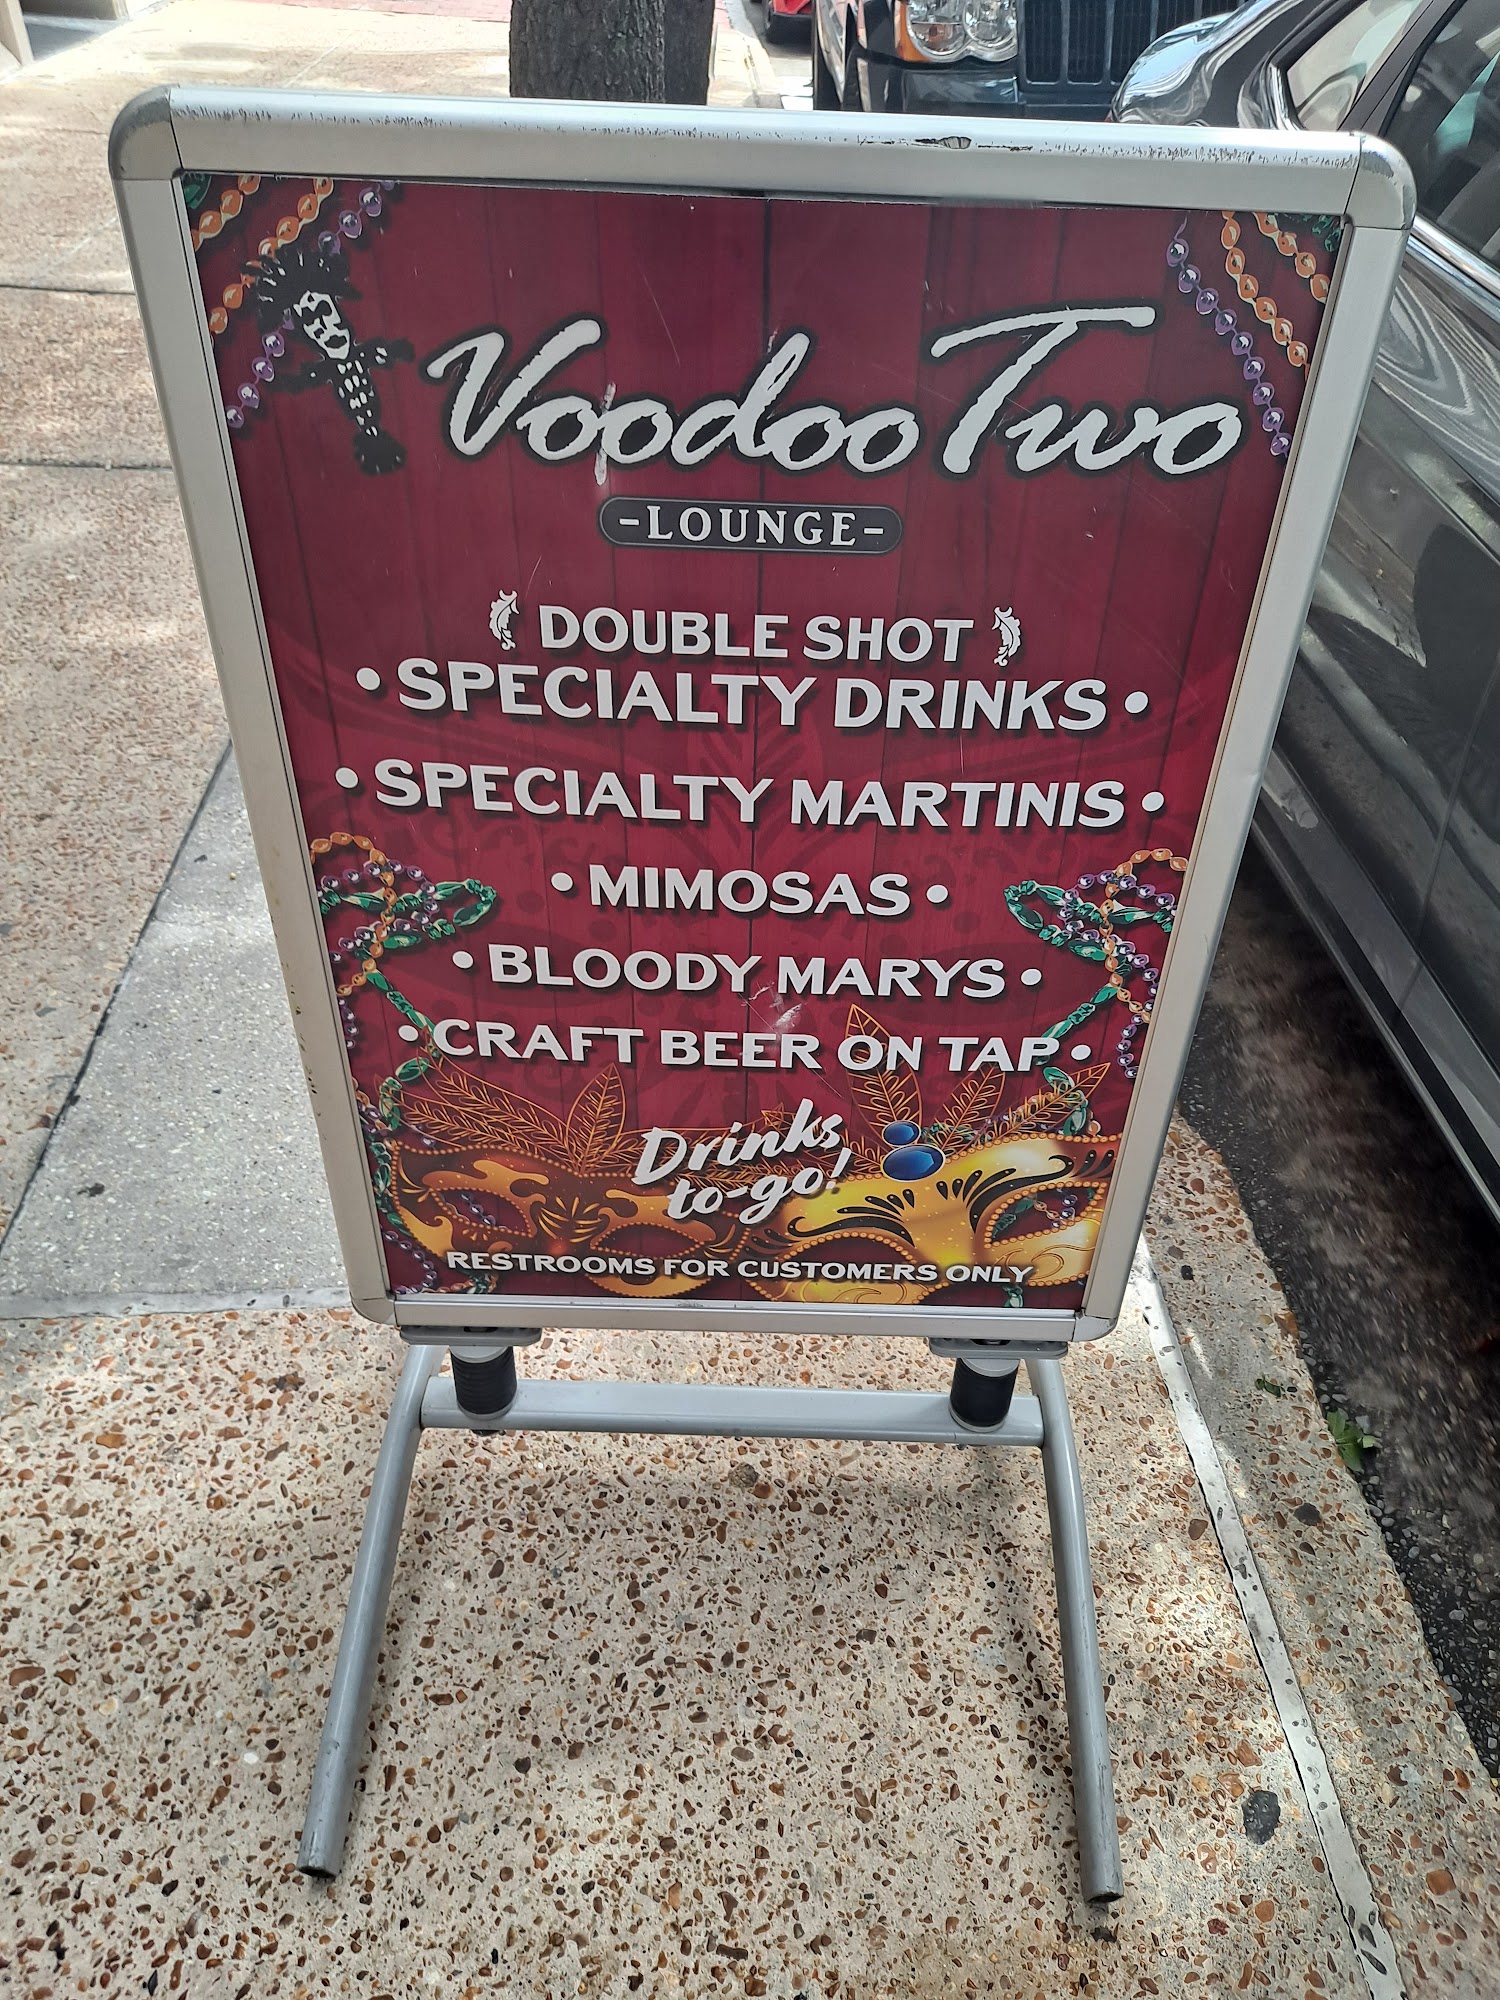 Voodoo Two
-LOUNGE-
DOUBLE SHOT
• SPECIALTY DRINKS •
• SPECIALTY MARTINIS •
• MIMOSAS •
• BLOODY MARYS •
• CRAFT BEER ON TAP •
Drinks
to-go!
RESTROOMS FOR CUSTOMERS ONLY